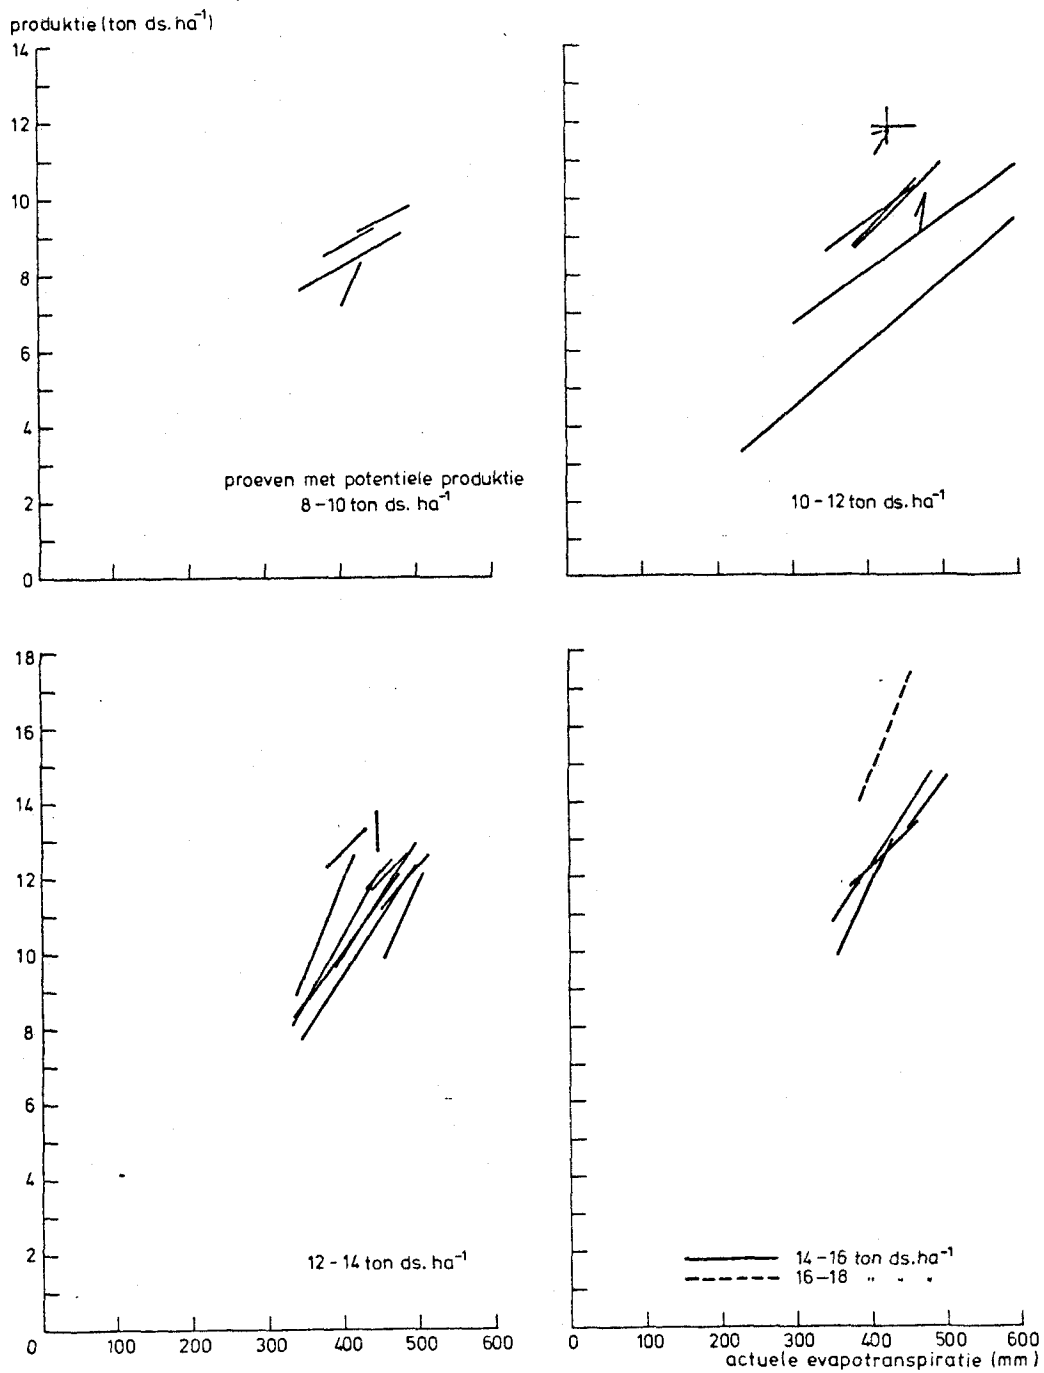 produktie (ton ds. ha⁻¹)
14
12
10
8
6
4
2
0
proeven met potentiele produktie
8-10 ton ds. ha⁻¹
10-12 ton ds. ha⁻¹
18
16
14
12
10
8
6
4
2
12-14 ton ds. ha⁻¹
0 100 200 300 400 500 600
14-16 ton ds. ha⁻¹
16-18 " " "
0 100 200 300 400 500 600
actuele evapotranspiratie (mm)